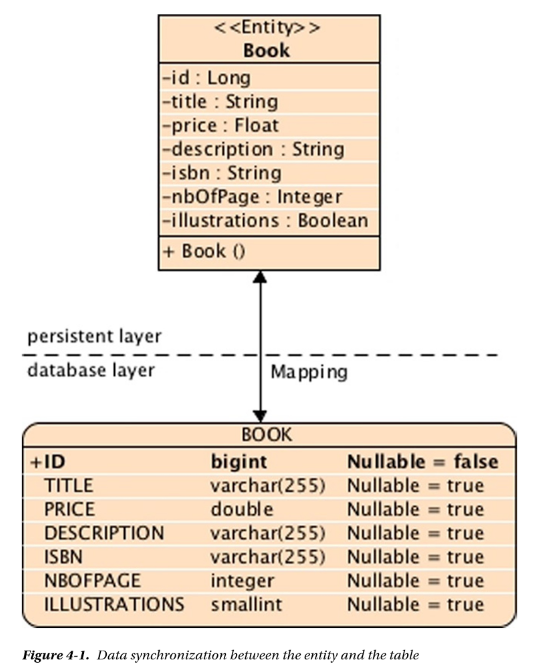 <<Entity>>
Book
-id : Long
-title : String
-price : Float
-description : String
-isbn : String
-nbOfPage : Integer
-illustrations : Boolean
+ Book ()
persistent layer
database layer
Mapping
BOOK
+ID bigint Nullable = false
TITLE varchar(255) Nullable = true
PRICE double Nullable = true
DESCRIPTION varchar(255) Nullable = true
ISBN varchar(255) Nullable = true
NBOFPAGE integer Nullable = true
ILLUSTRATIONS smallint Nullable = true
Figure 4-1. Data synchronization between the entity and the table